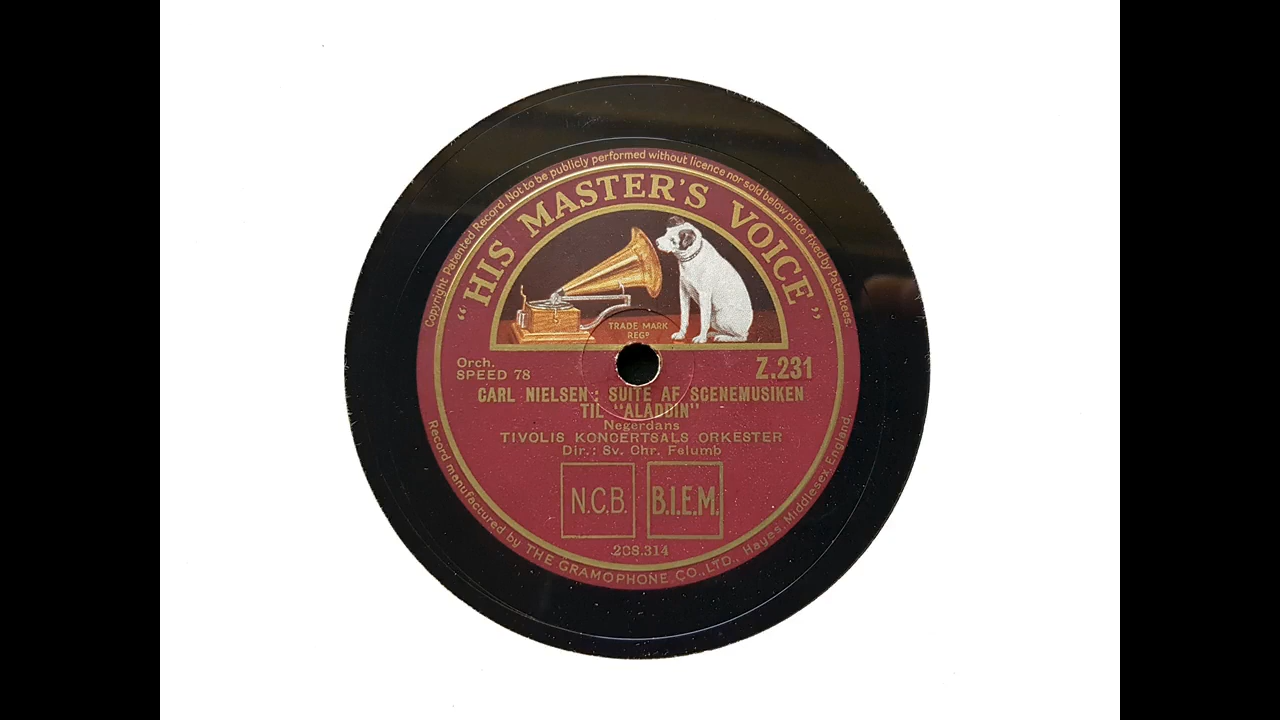 Copyright Patented Record. Not to be publicly performed without licence nor sold below price fixed by Patentees.
"HIS MASTER'S VOICE"
TRADE MARK
REGD
Orch.
SPEED 78
Z.231
CARL NIELSEN: SUITE AF SCENEMUSIKEN
TIL "ALADDIN"
Negerdans
TIVOLIS KONCERTSALS ORKESTER
Dir.: Sv. Chr. Felumb
N.C.B.
B.I.E.M.
208.314
Record manufactured by THE GRAMOPHONE CO., LTD., Hayes, Middlesex, England.